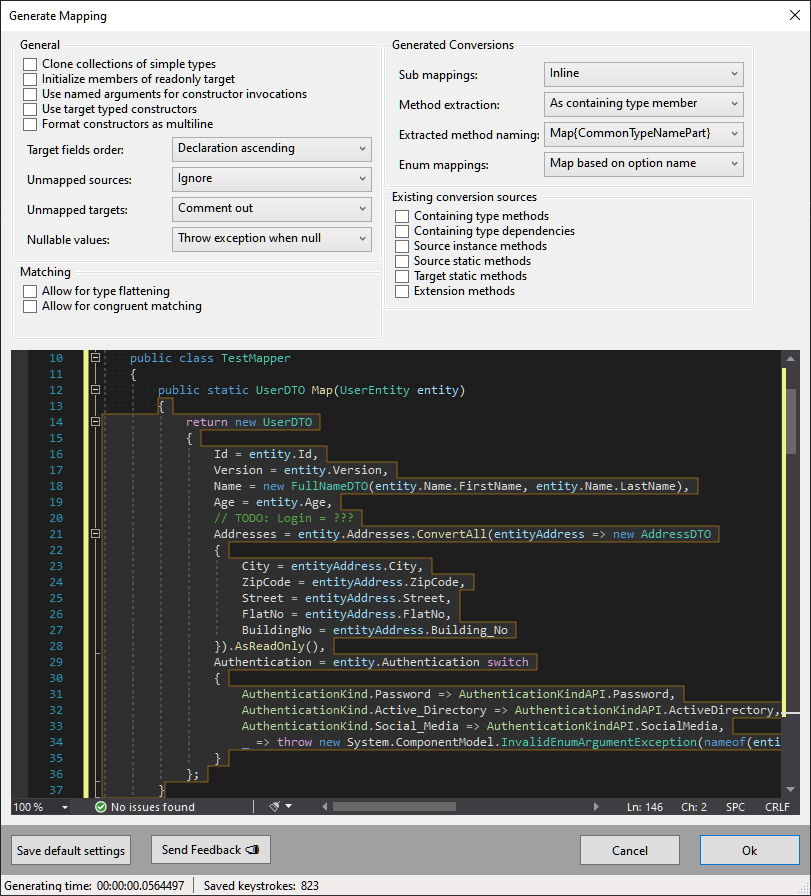 Generate Mapping
General
Clone collections of simple types
Initialize members of readonly target
Use named arguments for constructor invocations
Use target typed constructors
Format constructors as multiline
Target fields order: Declaration ascending
Unmapped sources: Ignore
Unmapped targets: Comment out
Nullable values: Throw exception when null
Matching
Allow for type flattening
Allow for congruent matching
Generated Conversions
Sub mappings: Inline
Method extraction: As containing type member
Extracted method naming: Map{CommonTypeNamePart}
Enum mappings: Map based on option name
Existing conversion sources
Containing type methods
Containing type dependencies
Source instance methods
Source static methods
Target static methods
Extension methods
10 public class TestMapper
11 {
12 public static UserDTO Map(UserEntity entity)
13 {
14 return new UserDTO
15 {
16 Id = entity.Id,
17 Version = entity.Version,
18 Name = new FullNameDTO(entity.Name.FirstName, entity.Name.LastName),
19 Age = entity.Age,
20 // TODO: Login = ???
21 Addresses = entity.Addresses.ConvertAll(entityAddress => new AddressDTO
22 {
23 City = entityAddress.City,
24 ZipCode = entityAddress.ZipCode,
25 Street = entityAddress.Street,
26 FlatNo = entityAddress.FlatNo,
27 BuildingNo = entityAddress.Building_No
28 }).AsReadOnly(),
29 Authentication = entity.Authentication switch
30 {
31 AuthenticationKind.Password => AuthenticationKindAPI.Password,
32 AuthenticationKind.Active_Directory => AuthenticationKindAPI.ActiveDirectory,
33 AuthenticationKind.Social_Media => AuthenticationKindAPI.SocialMedia,
34 _ => throw new System.ComponentModel.InvalidEnumArgumentException(nameof(enti
35 }
36 };
37 }
100 % No issues found Ln: 146 Ch: 2 SPC CRLF
Save default settings Send Feedback Cancel Ok
Generating time: 00:00:00.0564497 Saved keystrokes: 823